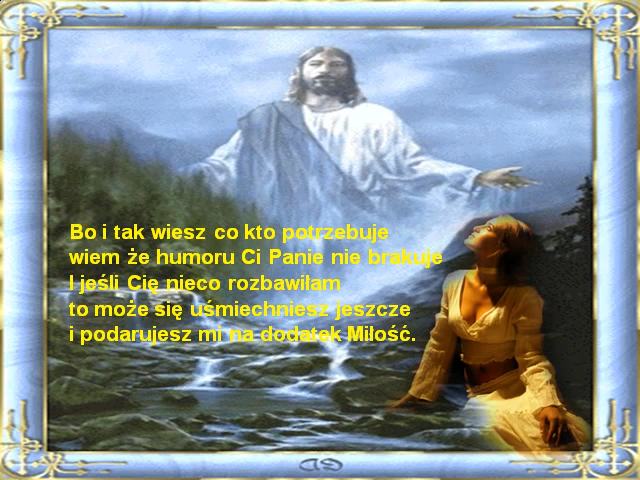 Bo i tak wiesz co kto potrzebuje
wiem że humoru Ci Panie nie brakuje
I jeśli Cię nieco rozbawiłam
to może się uśmiechniesz jeszcze
i podarujesz mi na dodatek Miłość.